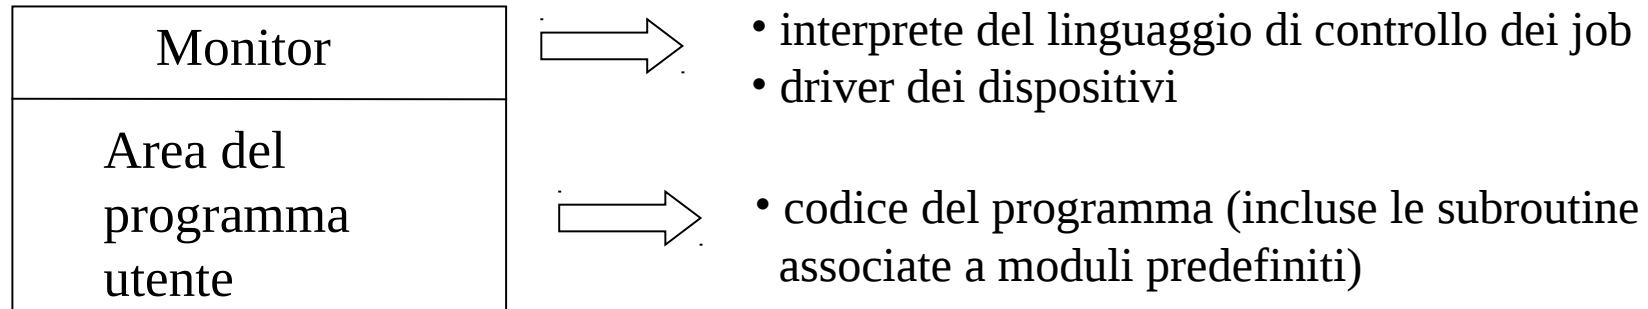 Monitor
• interprete del linguaggio di controllo dei job
• driver dei dispositivi
Area del
programma
utente
• codice del programma (incluse le subroutine
associate a moduli predefiniti)